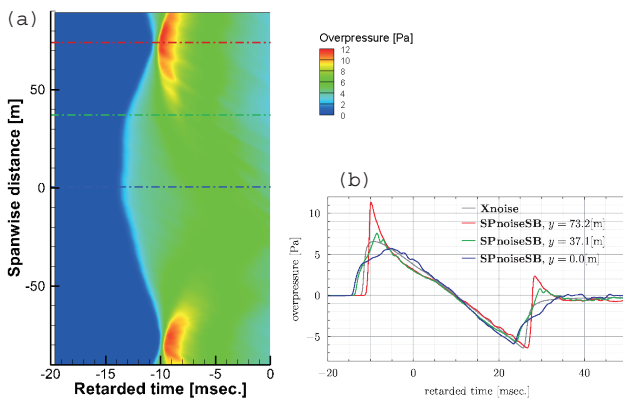 (a)
Spanwise distance [m]
50
0
-50
-20
-15
-10
-5
0
Retarded time [msec.]
Overpressure [Pa]
12
10
8
6
4
2
0
(b)
overpressure [Pa]
10
5
0
−5
Xnoise
SPnoiseSB, y = 73.2[m]
SPnoiseSB, y = 37.1[m]
SPnoiseSB, y = 0.0[m]
−20
0
20
40
retarded time [msec.]